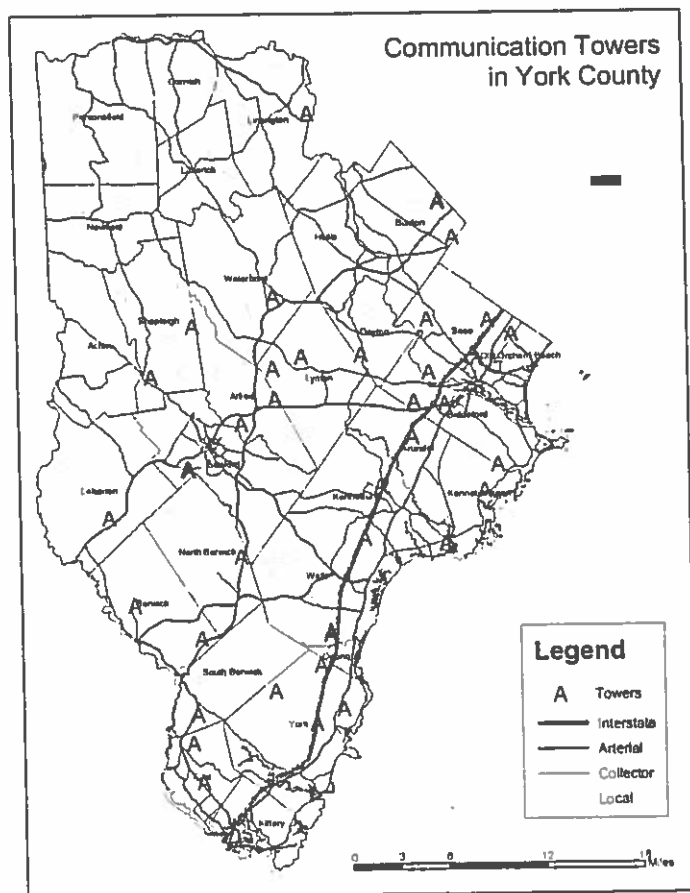 Communication Towers
in York County
Cornish
Parsonsfield
Limington
A
Limerick
Buxton
A
Newfield
Hollis
A
Waterboro
A
Shapleigh
A
Dayton
A
Saco
A
A
Acton
A
A
Lyman
A
A
Old Orchard Beach
A
A
Alfred
A
A
A
Biddeford
A
A
Arundel
Sanford
A
A
Lebanon
A
Kennebunk
A
A
North Berwick
A
A
A
Wells
Berwick
A
A
A
A
South Berwick
A
A
A
York
A
A
A
Kittery
Legend
A Towers
Interstate
Arterial
Collector
Local
0 3 6 12 18
Miles